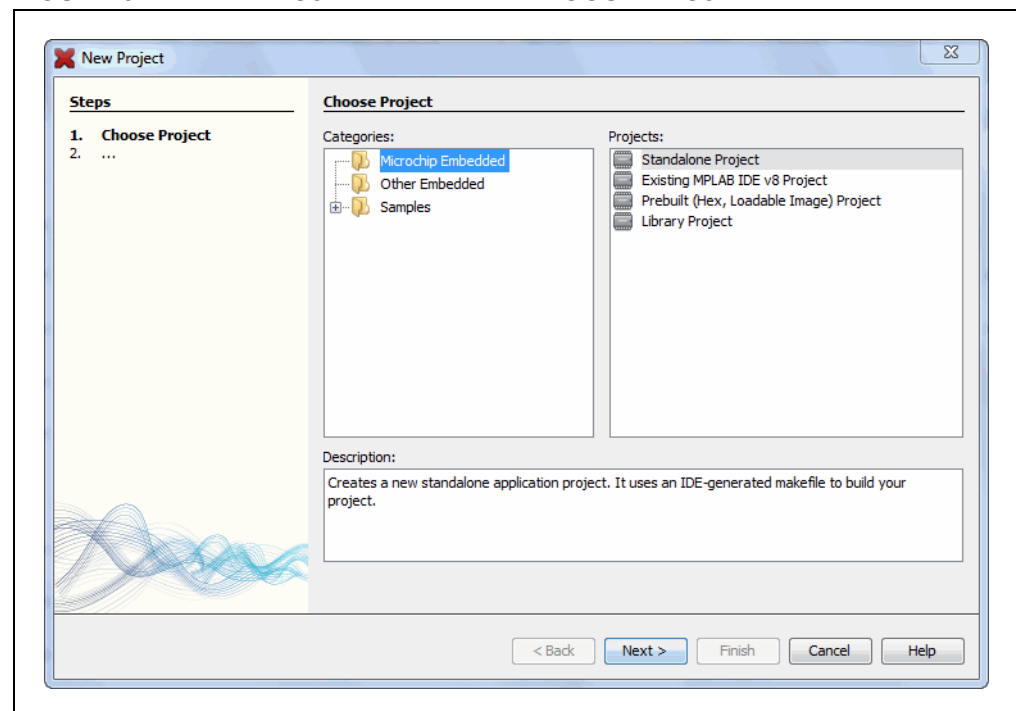 New Project
Steps
1. Choose Project
2. ...
Choose Project
Categories:
Microchip Embedded
Other Embedded
Samples
Projects:
Standalone Project
Existing MPLAB IDE v8 Project
Prebuilt (Hex, Loadable Image) Project
Library Project
Description:
Creates a new standalone application project. It uses an IDE-generated makefile to build your
project.
< Back
Next >
Finish
Cancel
Help